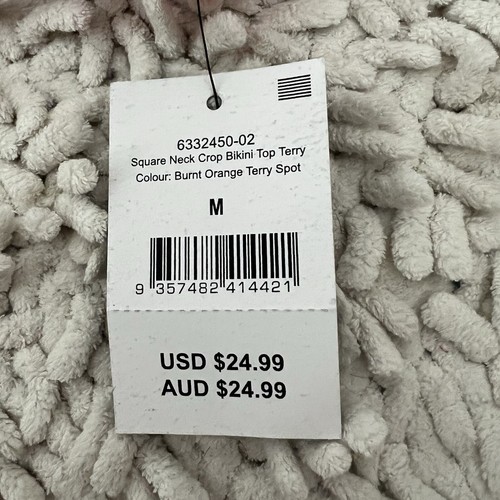 6332450-02
Square Neck Crop Bikini Top Terry
Colour: Burnt Orange Terry Spot
M
9 357482 414421
USD $24.99
AUD $24.99